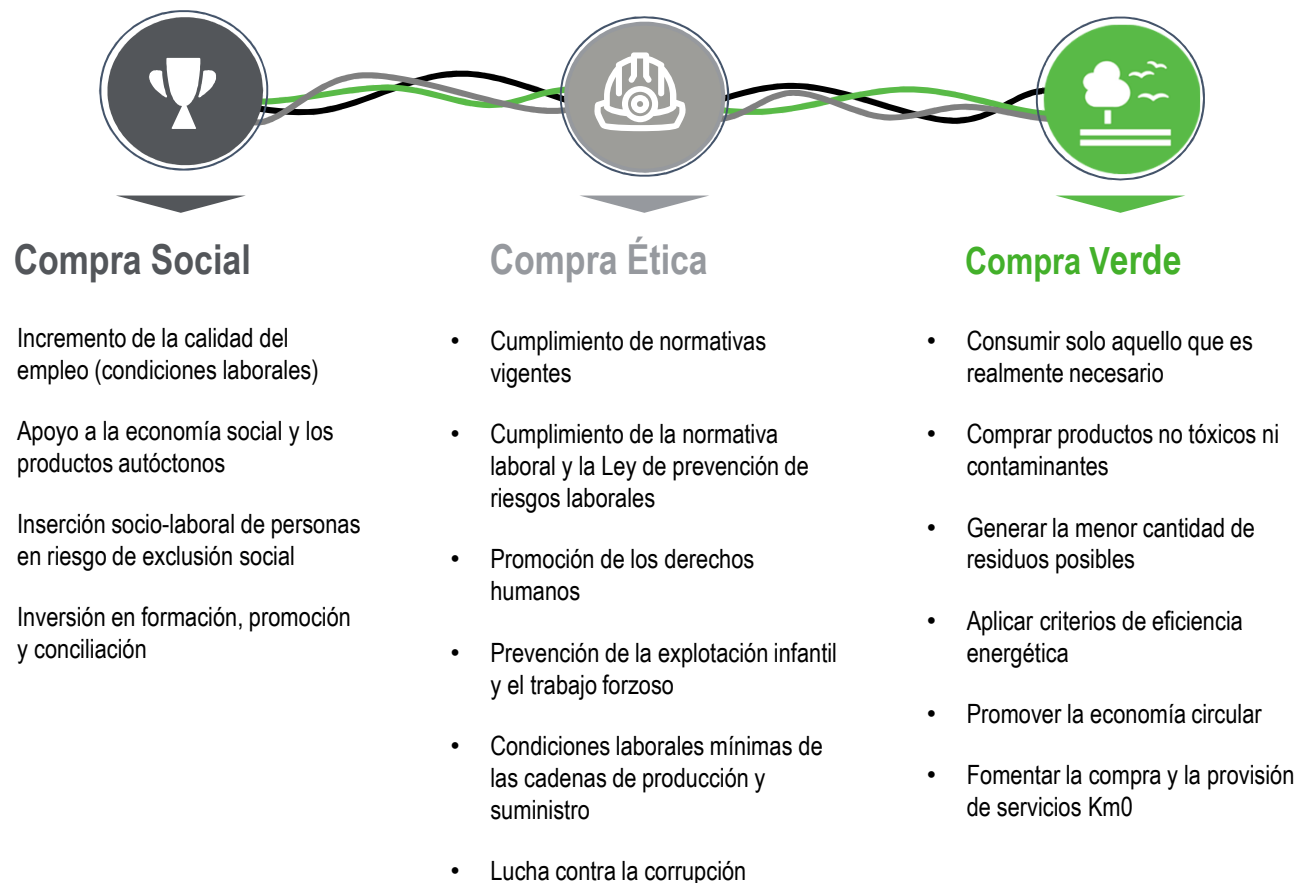 Compra Social
Incremento de la calidad del
empleo (condiciones laborales)
Apoyo a la economía social y los
productos autóctonos
Inserción socio-laboral de personas
en riesgo de exclusión social
Inversión en formación, promoción
y conciliación
Compra Ética
• Cumplimiento de normativas
vigentes
• Cumplimiento de la normativa
laboral y la Ley de prevención de
riesgos laborales
• Promoción de los derechos
humanos
• Prevención de la explotación infantil
y el trabajo forzoso
• Condiciones laborales mínimas de
las cadenas de producción y
suministro
• Lucha contra la corrupción
Compra Verde
• Consumir solo aquello que es
realmente necesario
• Comprar productos no tóxicos ni
contaminantes
• Generar la menor cantidad de
residuos posibles
• Aplicar criterios de eficiencia
energética
• Promover la economía circular
• Fomentar la compra y la provisión
de servicios Km0